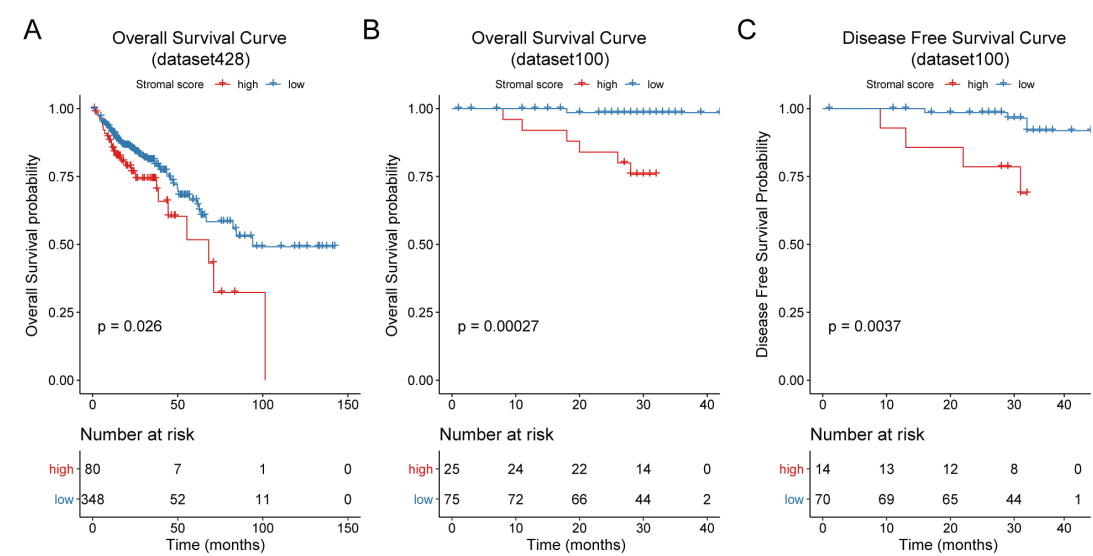 A
Overall Survival Curve
(dataset428)
Stromal score high low
Overall Survival probability
1.00
0.75
0.50
0.25
0.00
p = 0.026
0 50 100 150
Number at risk
high 80 7 1 0
low 348 52 11 0
0 50 100 150
Time (months)
B
Overall Survival Curve
(dataset100)
Stromal score high low
Overall Survival probability
1.00
0.75
0.50
0.25
0.00
p = 0.00027
0 10 20 30 40
Number at risk
high 25 24 22 14 0
low 75 72 66 44 2
0 10 20 30 40
Time (months)
C
Disease Free Survival Curve
(dataset100)
Stromal score high low
Disease Free Survival Probability
1.00
0.75
0.50
0.25
0.00
p = 0.0037
0 10 20 30 40
Number at risk
high 14 13 12 8 0
low 70 69 65 44 1
0 10 20 30 40
Time (months)